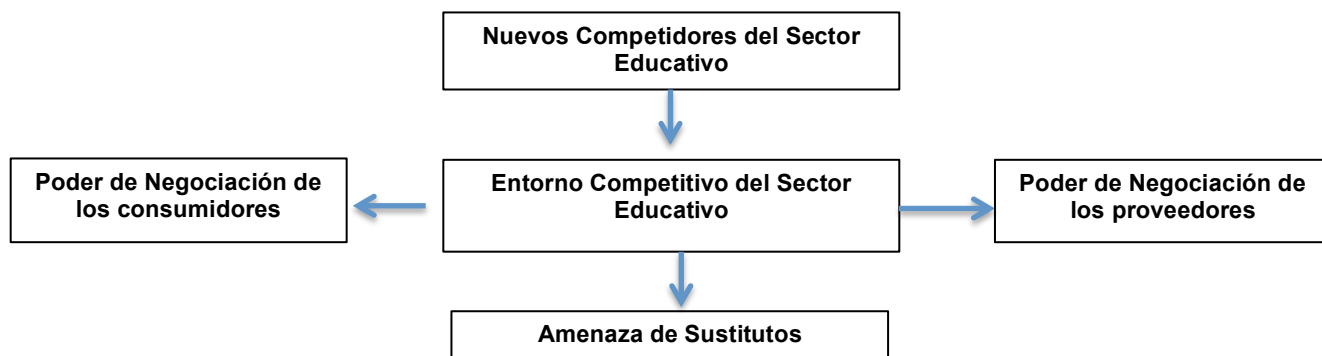 Nuevos Competidores del Sector
Educativo
Poder de Negociación de
los consumidores
Entorno Competitivo del Sector
Educativo
Poder de Negociación de
los proveedores
Amenaza de Sustitutos